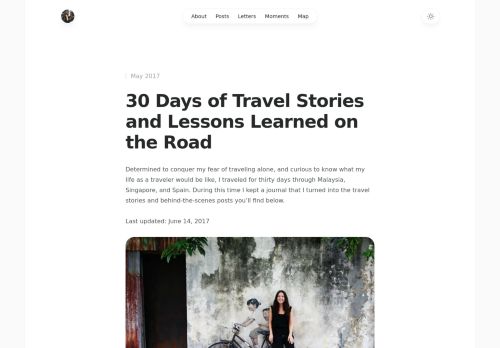 About Posts Letters Moments Map
May 2017
30 Days of Travel Stories
and Lessons Learned on
the Road
Determined to conquer my fear of traveling alone, and curious to know what my
life as a traveler would be like, I traveled for thirty days through Malaysia,
Singapore, and Spain. During this time I kept a journal that I turned into the travel
stories and behind-the-scenes posts you'll find below.
Last updated: June 14, 2017